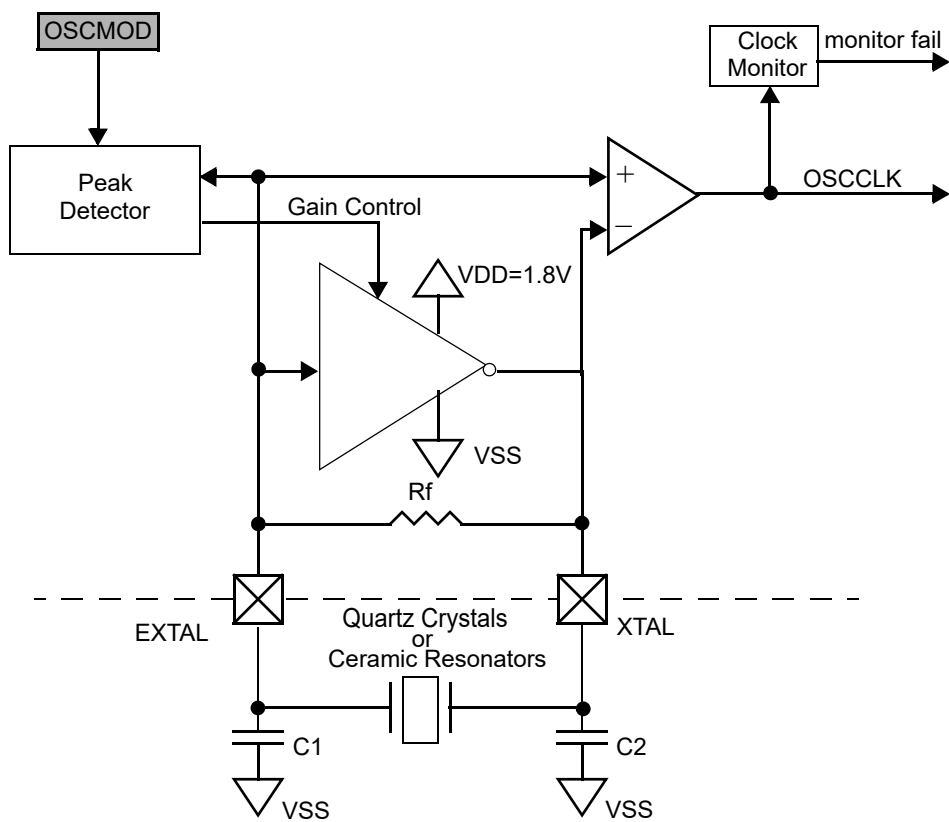 OSCMOD
Clock
Monitor
monitor fail
Peak
Detector
+
OSCCLK
Gain Control
−
VDD=1.8V
VSS
Rf
EXTAL
Quartz Crystals
or
Ceramic Resonators
XTAL
C1
C2
VSS
VSS